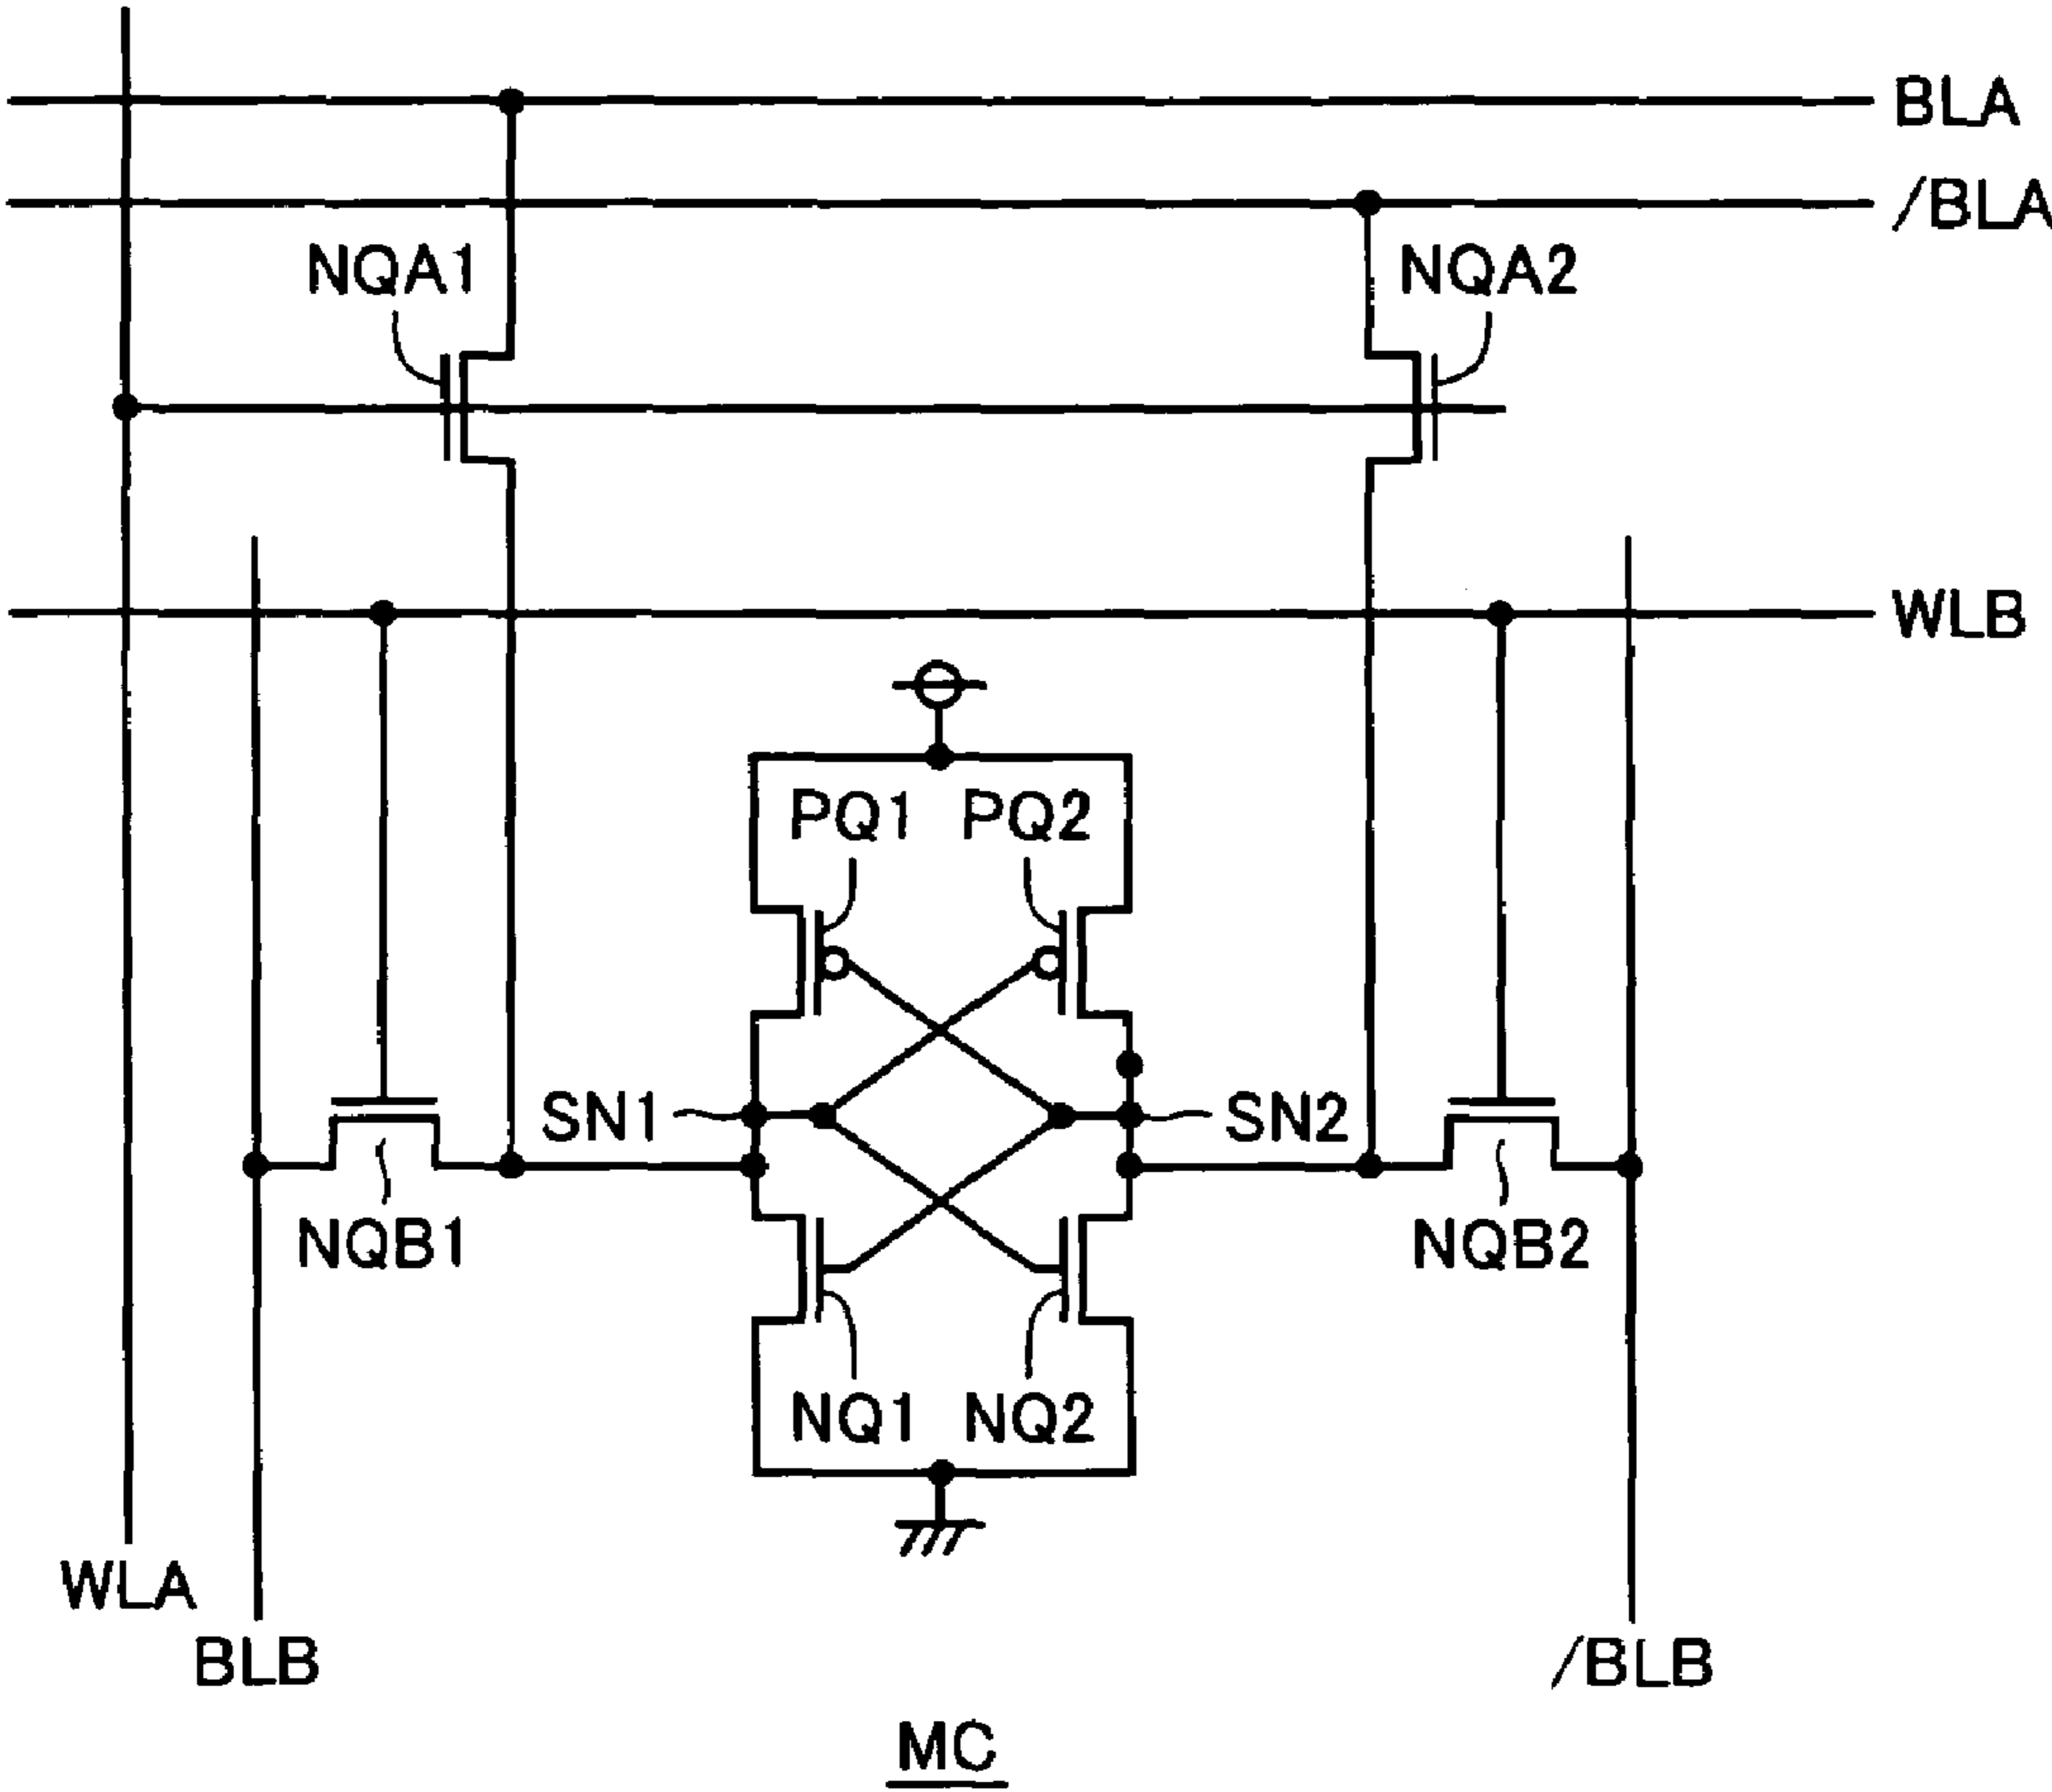 BLA
/BLA
NQA1
NQA2
WLB
PQ1
PQ2
SN1
SN2
NQB1
NQB2
NQ1
NQ2
WLA
BLB
/BLB
MC